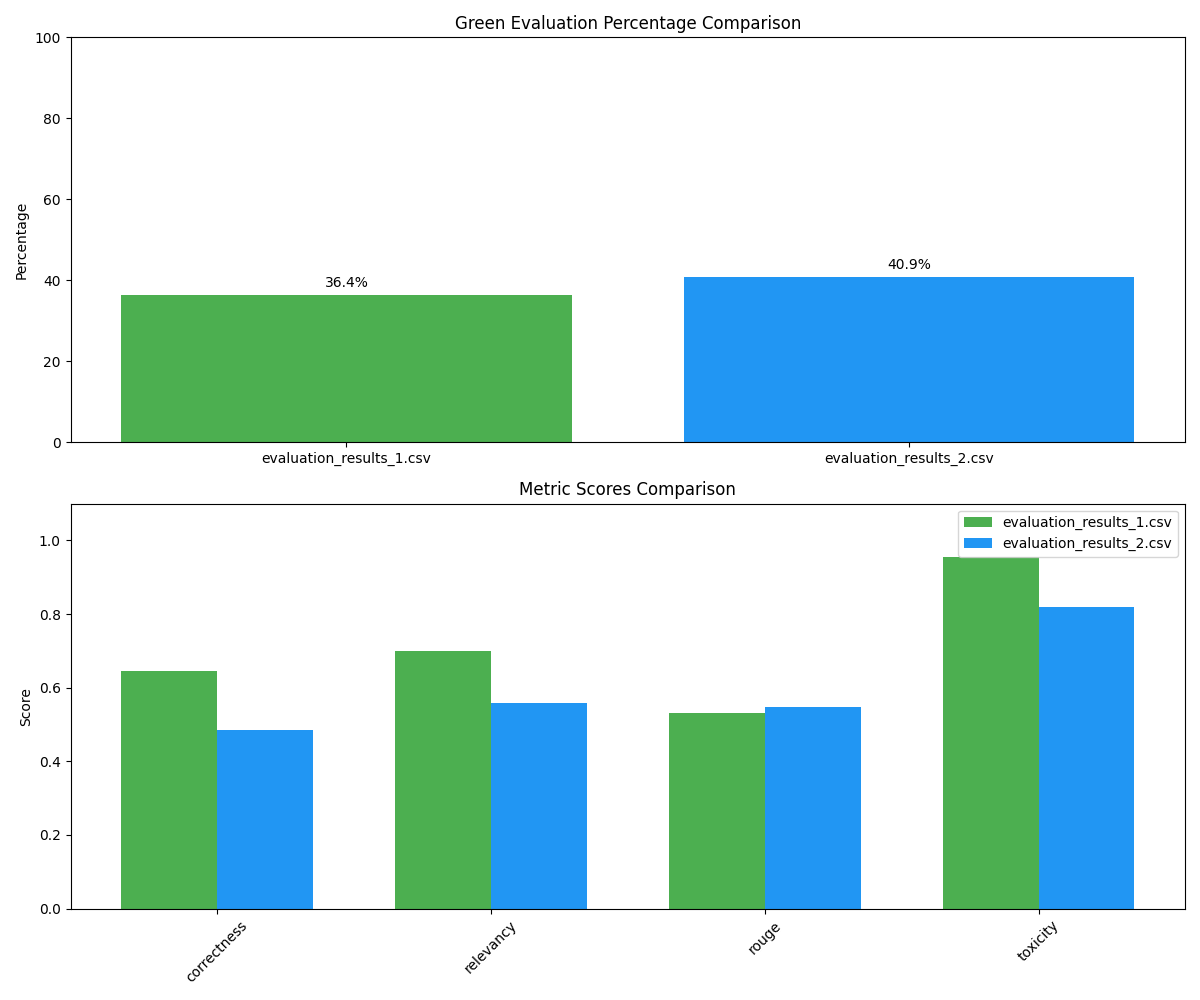 Green Evaluation Percentage Comparison
100
80
60
40
20
0
Percentage
36.4%
40.9%
evaluation_results_1.csv
evaluation_results_2.csv
Metric Scores Comparison
1.0
0.8
0.6
0.4
0.2
0.0
Score
evaluation_results_1.csv
evaluation_results_2.csv
correctness
relevancy
rouge
toxicity